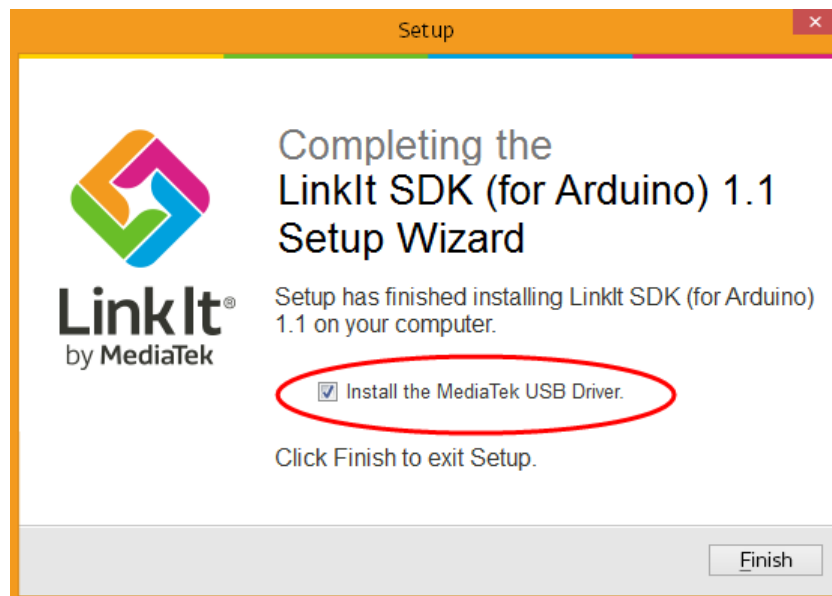 Setup
Completing the
LinkIt SDK (for Arduino) 1.1
Setup Wizard
LinkIt®
by MediaTek
Setup has finished installing LinkIt SDK (for Arduino)
1.1 on your computer.
Install the MediaTek USB Driver.
Click Finish to exit Setup.
Finish